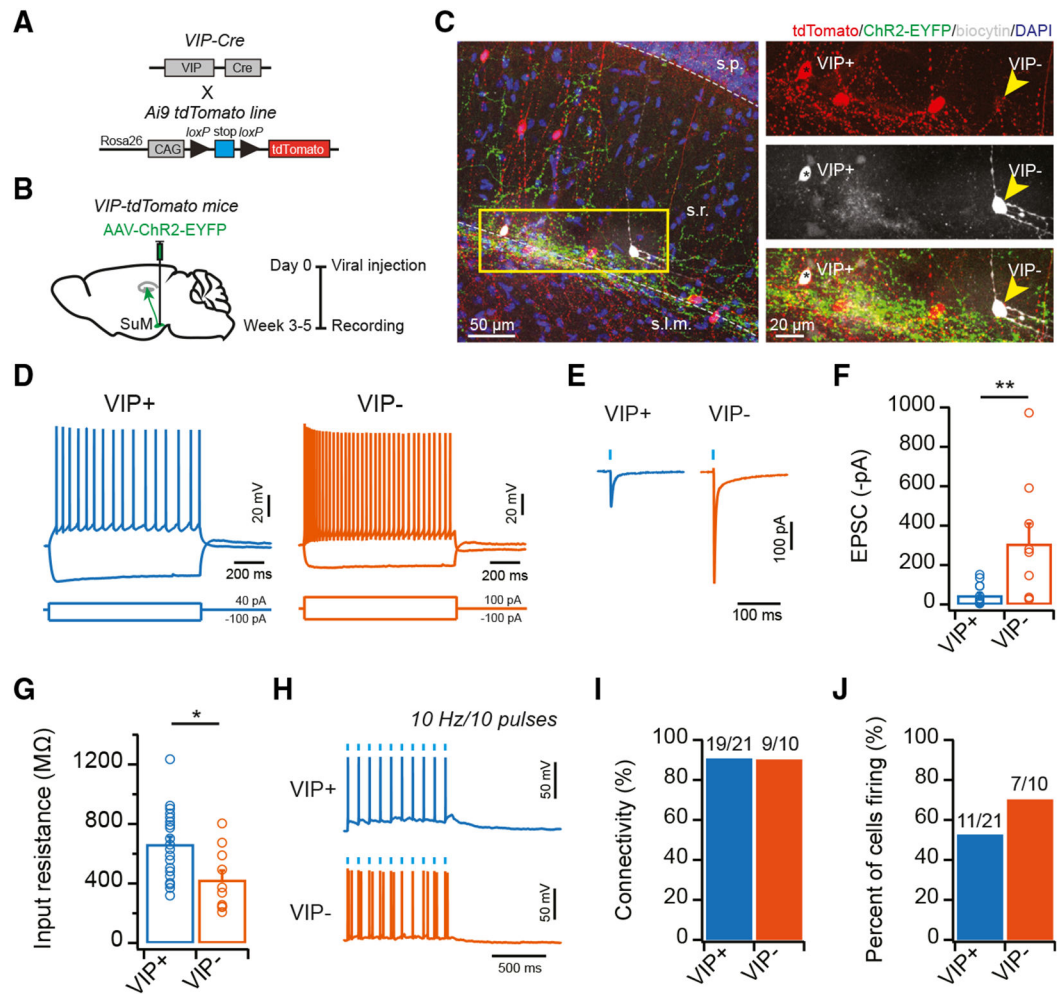 A
VIP-Cre
VIP
Cre
X
Ai9 tdTomato line
Rosa26
loxP stop loxP
CAG
tdTomato
B
VIP-tdTomato mice
AAV-ChR2-EYFP
SuM
Day 0
Viral injection
Week 3-5
Recording
C
tdTomato/ChR2-EYFP/biocytin/DAPI
s.p.
s.r.
s.l.m.
50 µm
VIP+
VIP-
VIP+
VIP-
*
VIP+
VIP-
*
20 µm
D
VIP+
VIP-
20 mV
20 mV
200 ms
200 ms
40 pA
-100 pA
100 pA
-100 pA
E
VIP+
VIP-
100 pA
100 ms
F
**
EPSC (-pA)
1000
800
600
400
200
0
VIP+
VIP-
G
*
Input resistance (MΩ)
1200
800
400
0
VIP+
VIP-
H
10 Hz/10 pulses
VIP+
50 mV
VIP-
50 mV
500 ms
I
Connectivity (%)
100
80
60
40
20
0
19/21
9/10
VIP+
VIP-
J
Percent of cells firing (%)
100
80
60
40
20
0
11/21
7/10
VIP+
VIP-